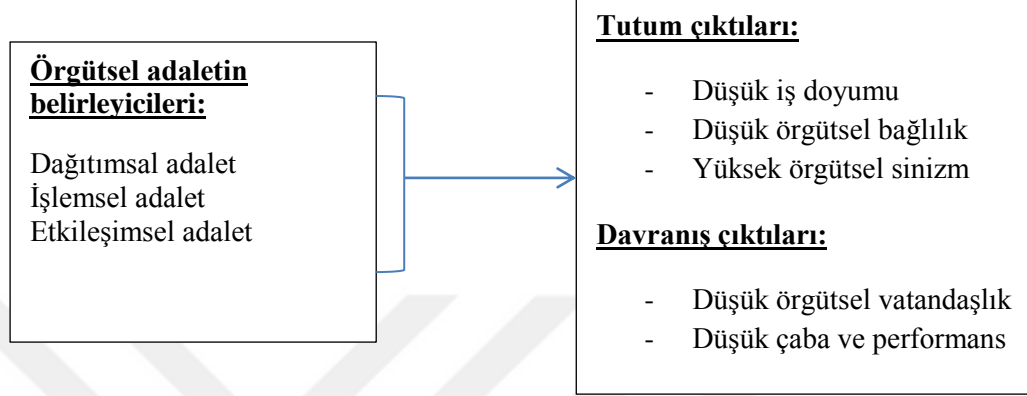 Örgütsel adaletin
belirleyicileri:
Dağıtımsal adalet
İşlemsel adalet
Etkileşimsel adalet
Tutum çıktıları:
- Düşük iş doyumu
- Düşük örgütsel bağlılık
- Yüksek örgütsel sinizm
Davranış çıktıları:
- Düşük örgütsel vatandaşlık
- Düşük çaba ve performans